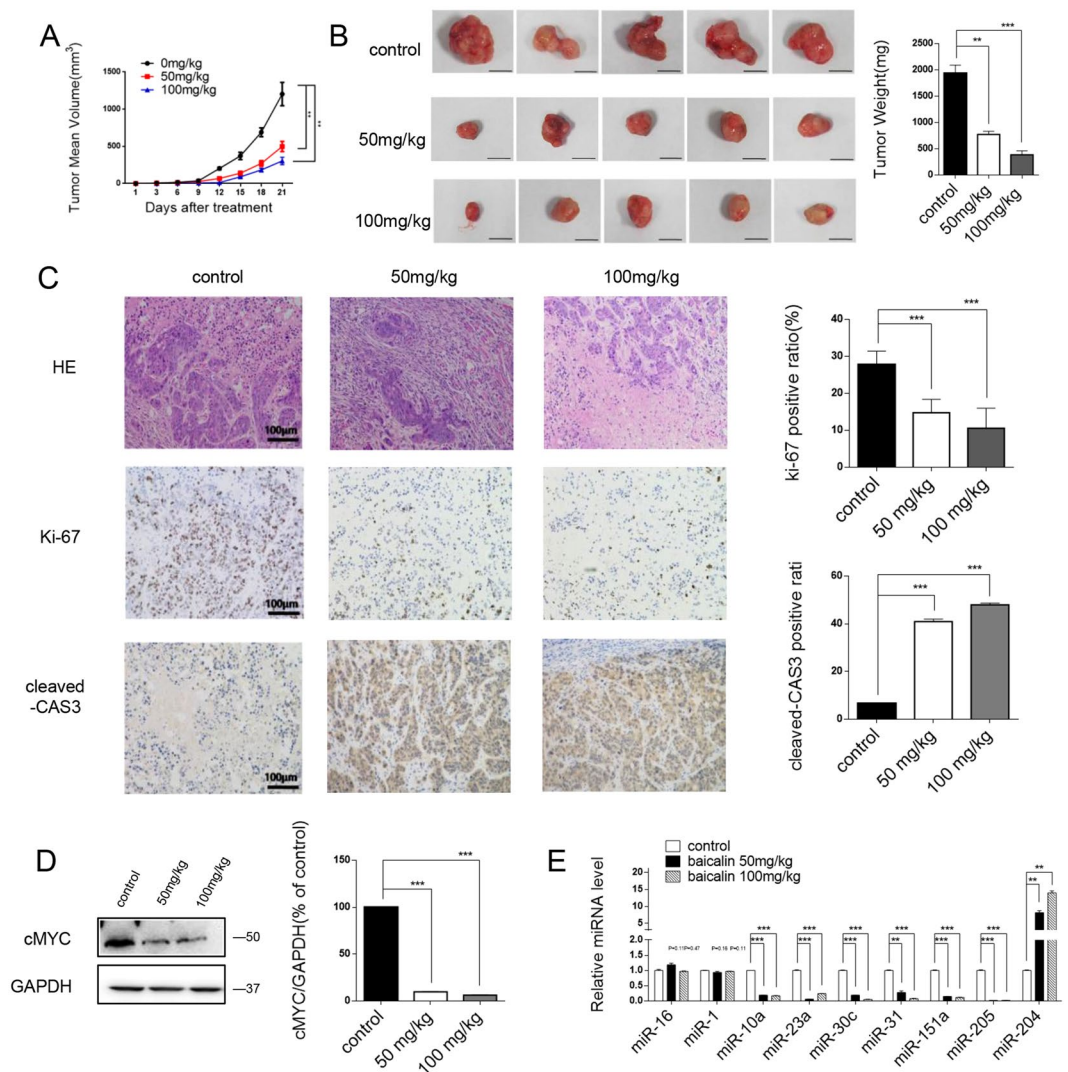 A
Tumor Mean Volume(mm³)
1500
1000
500
0
0mg/kg
50mg/kg
100mg/kg
**
**
1 3 6 9 12 15 18 21
Days after treatment
B
control
50mg/kg
100mg/kg
Tumor Weight(mg)
2500
2000
1500
1000
500
0
***
**
control
50mg/kg
100mg/kg
C
control 50mg/kg 100mg/kg
HE
100μm
Ki-67
100μm
cleaved
-CAS3
100μm
ki-67 positive ratio(%)
40
30
20
10
0
***
***
control
50 mg/kg
100 mg/kg
cleaved-CAS3 positive rati
60
40
20
0
***
***
control
50 mg/kg
100 mg/kg
D
control
50mg/kg
100mg/kg
cMYC
—50
GAPDH
—37
cMYC/GAPDH(% of control)
150
100
50
0
***
***
control
50 mg/kg
100 mg/kg
E
control
baicalin 50mg/kg
baicalin 100mg/kg
Relative miRNA level
20
15
10
5
2.0
1.5
1.0
0.5
0.0
P=0.11 P=0.47
P=0.16 P=0.11
*** *** *** *** *** *** **
*** *** *** ** *** *** **
miR-16
miR-1
miR-10a
miR-23a
miR-30c
miR-31
miR-151a
miR-205
miR-204